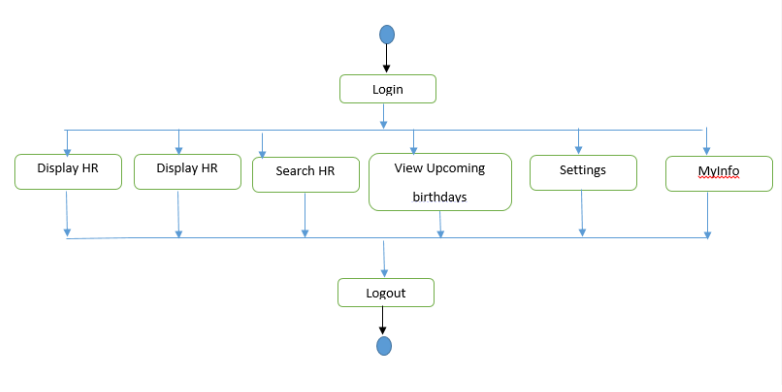 Login
Display HR
Display HR
Search HR
View Upcoming
birthdays
Settings
MyInfo
Logout